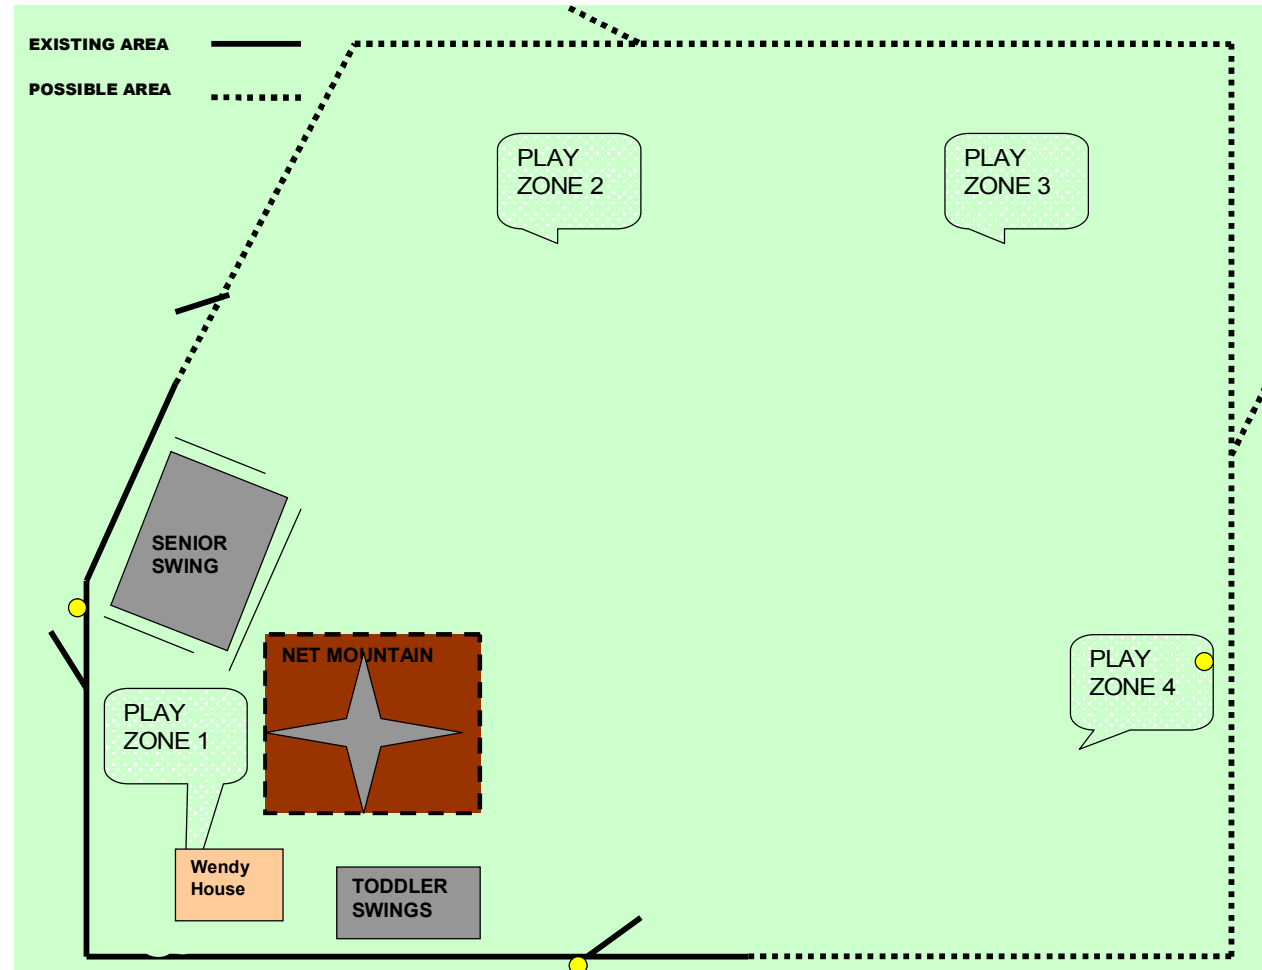 EXISTING AREA
POSSIBLE AREA
PLAY
ZONE 2
PLAY
ZONE 3
SENIOR
SWING
NET MOUNTAIN
PLAY
ZONE 4
PLAY
ZONE 1
Wendy
House
TODDLER
SWINGS